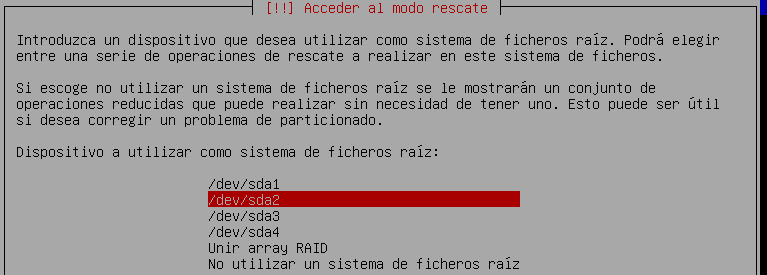 [!!] Acceder al modo rescate
Introduzca un dispositivo que desea utilizar como sistema de ficheros raíz. Podrá elegir
entre una serie de operaciones de rescate a realizar en este sistema de ficheros.
Si escoge no utilizar un sistema de ficheros raíz se le mostrarán un conjunto de
operaciones reducidas que puede realizar sin necesidad de tener uno. Esto puede ser útil
si desea corregir un problema de particionado.
Dispositivo a utilizar como sistema de ficheros raíz:
/dev/sda1
/dev/sda2
/dev/sda3
/dev/sda4
Unir array RAID
No utilizar un sistema de ficheros raíz